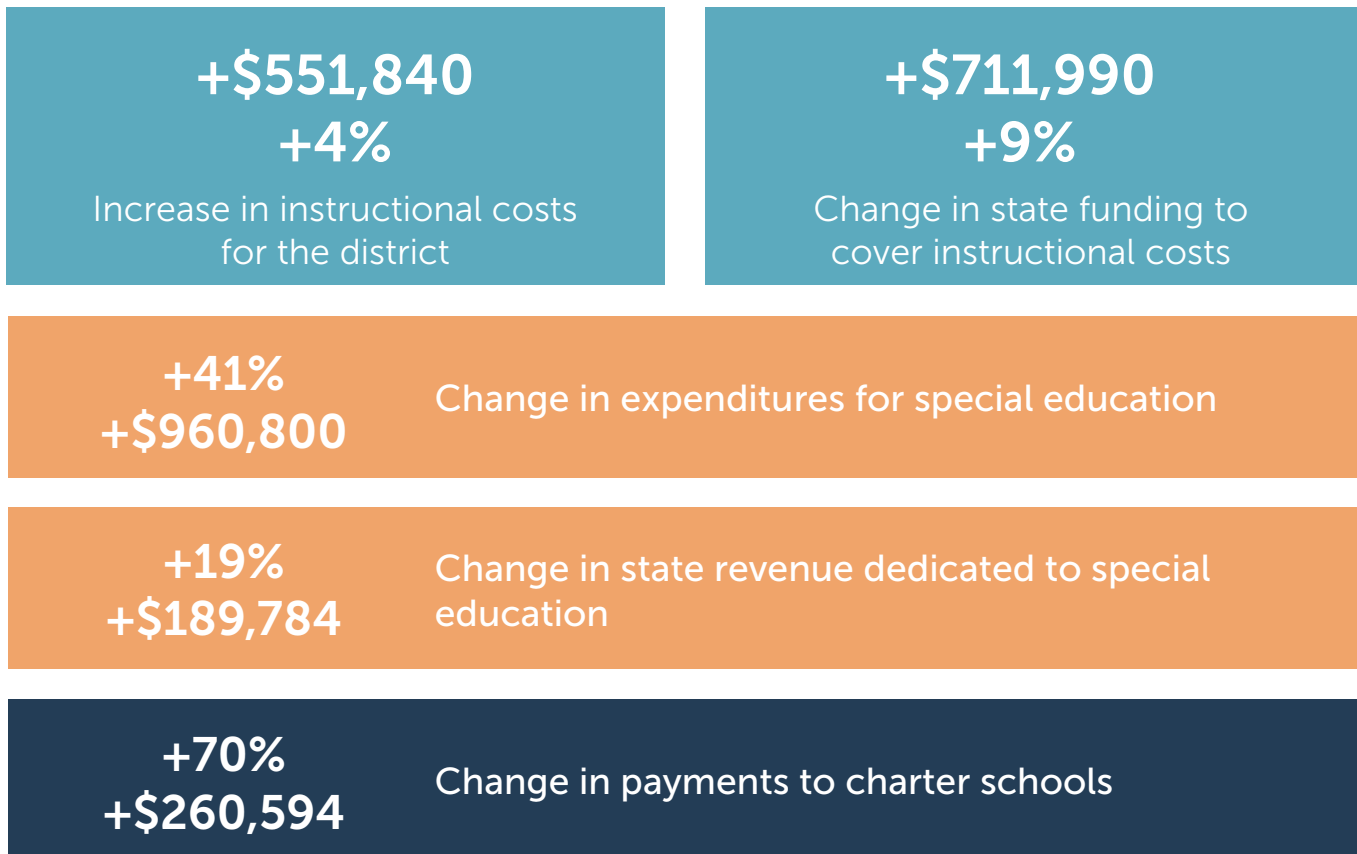 +$551,840
+4%
Increase in instructional costs
for the district
+$711,990
+9%
Change in state funding to
cover instructional costs
+41%
+$960,800
Change in expenditures for special education
+19%
+$189,784
Change in state revenue dedicated to special
education
+70%
+$260,594
Change in payments to charter schools